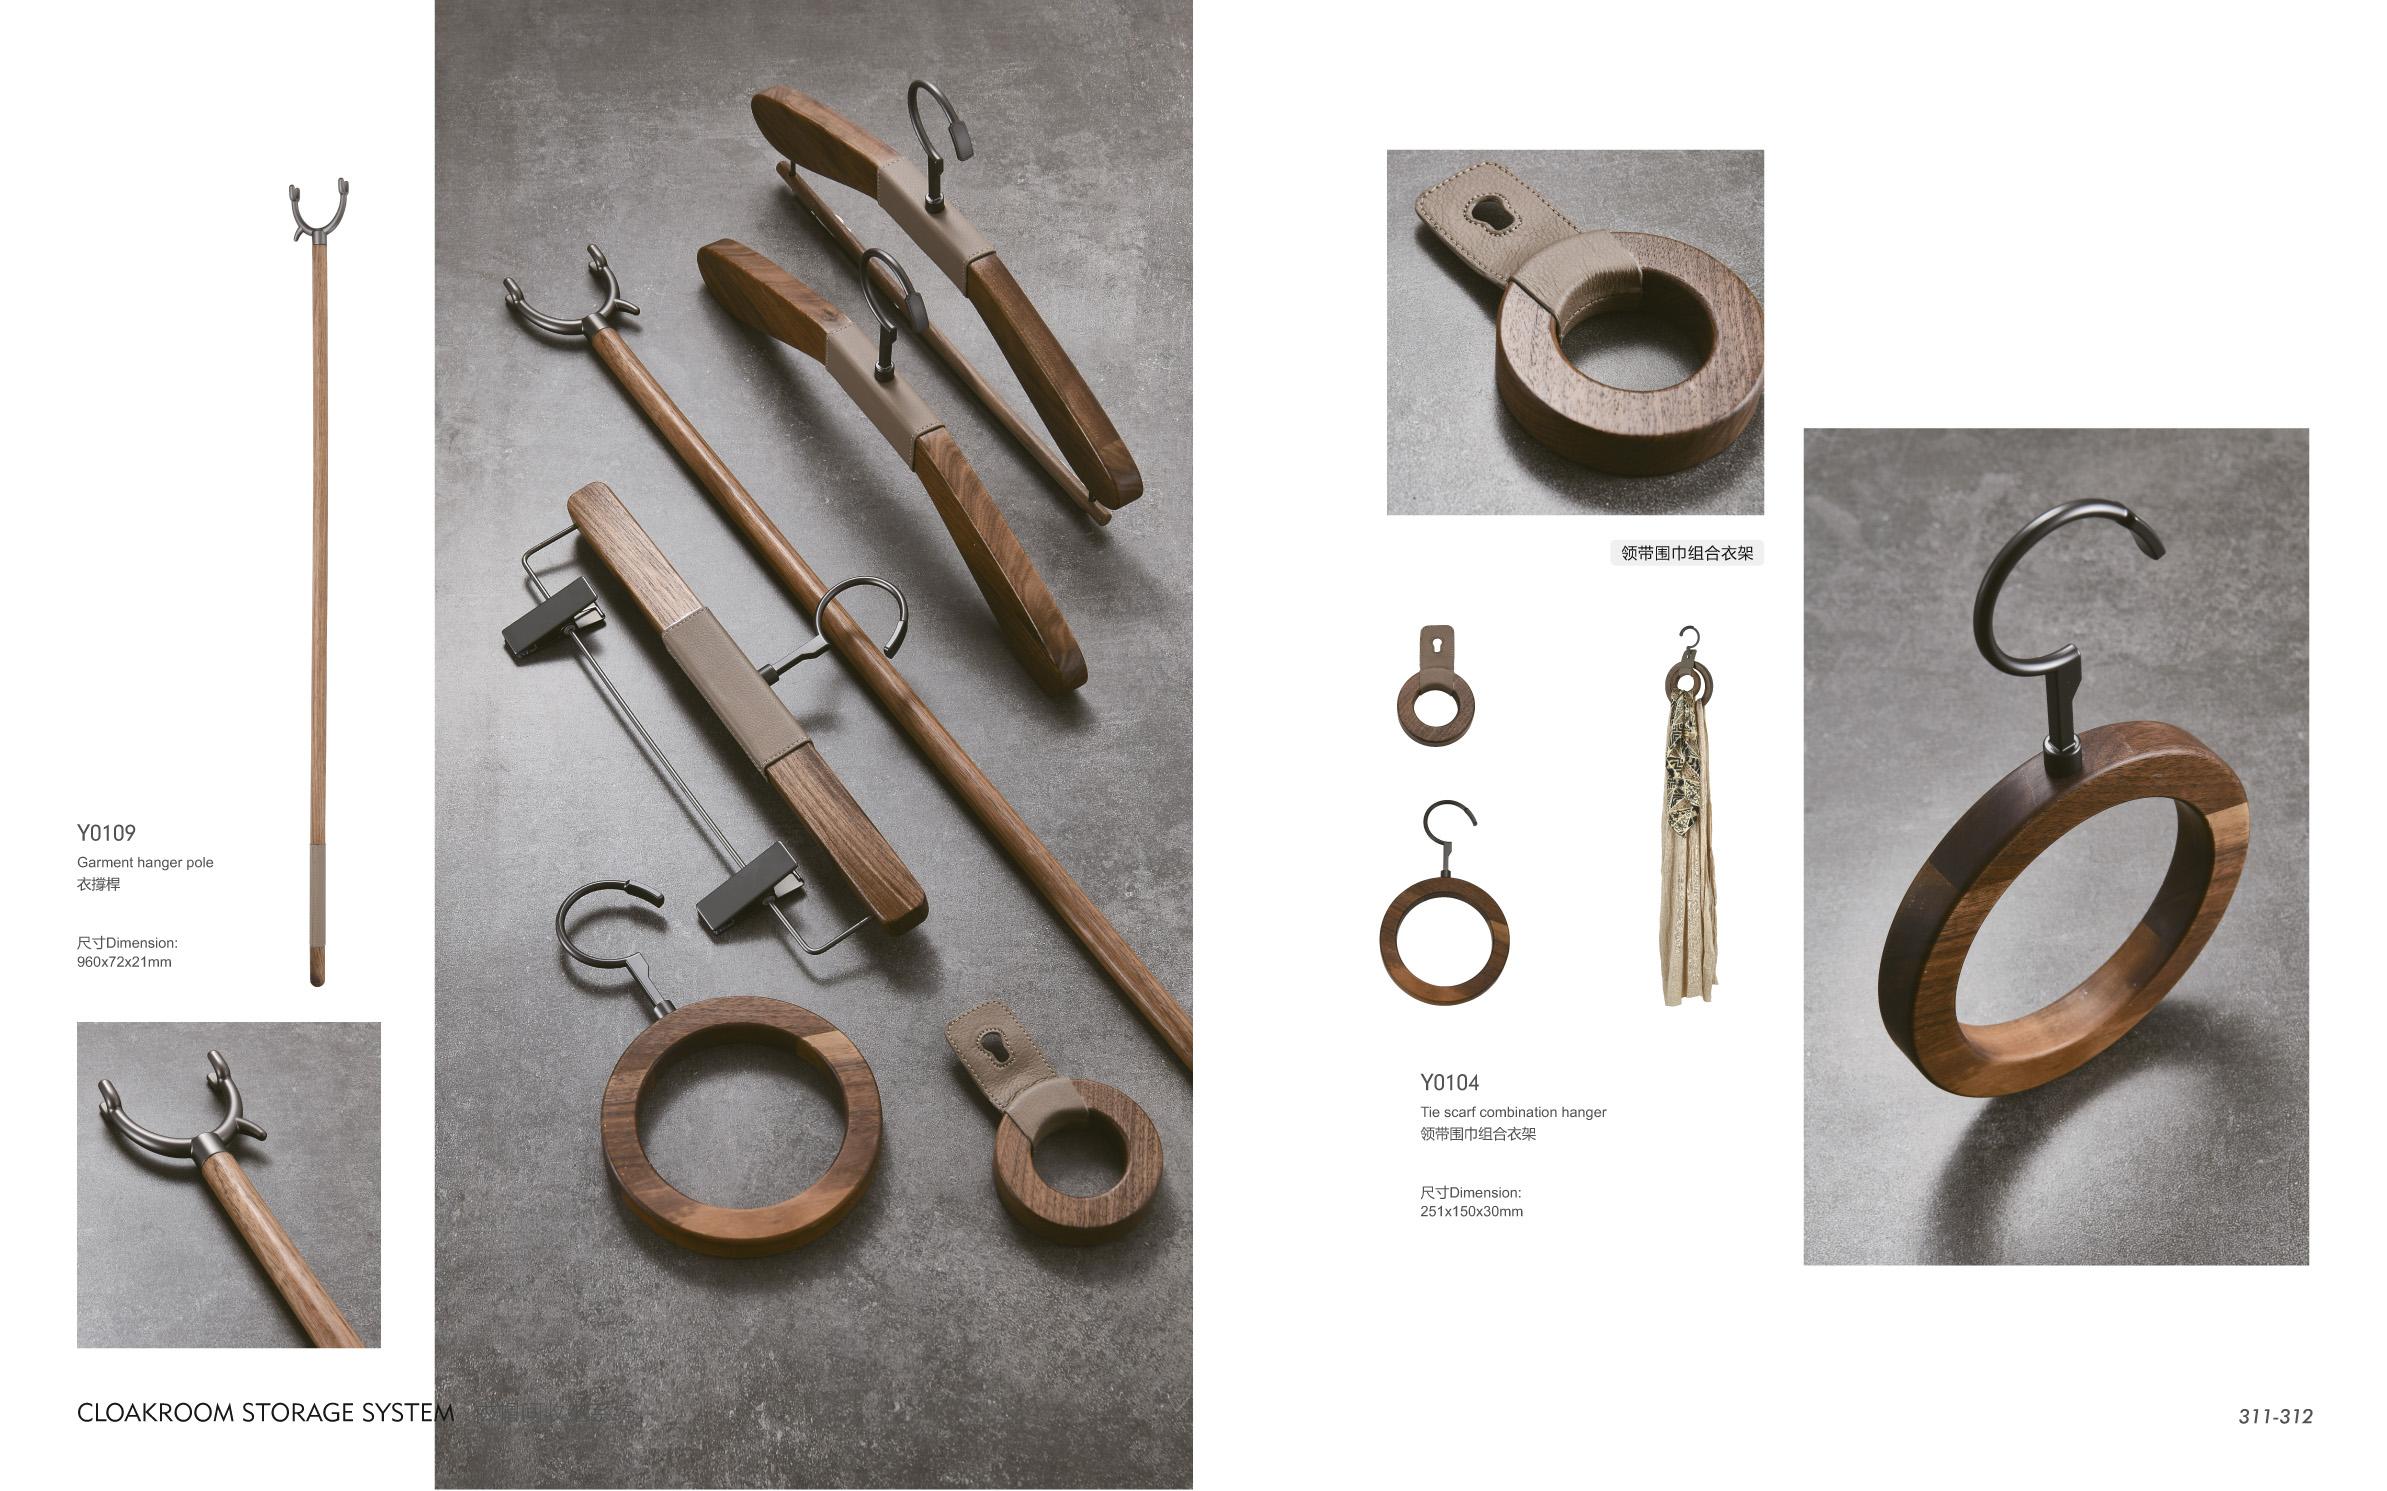 Y0109
Garment hanger pole
衣撑桿
尺寸Dimension:
960x72x21mm
领带围巾组合衣架
Y0104
Tie scarf combination hanger
领带围巾组合衣架
尺寸Dimension:
251x150x30mm
CLOAKROOM STORAGE SYSTEM
311-312